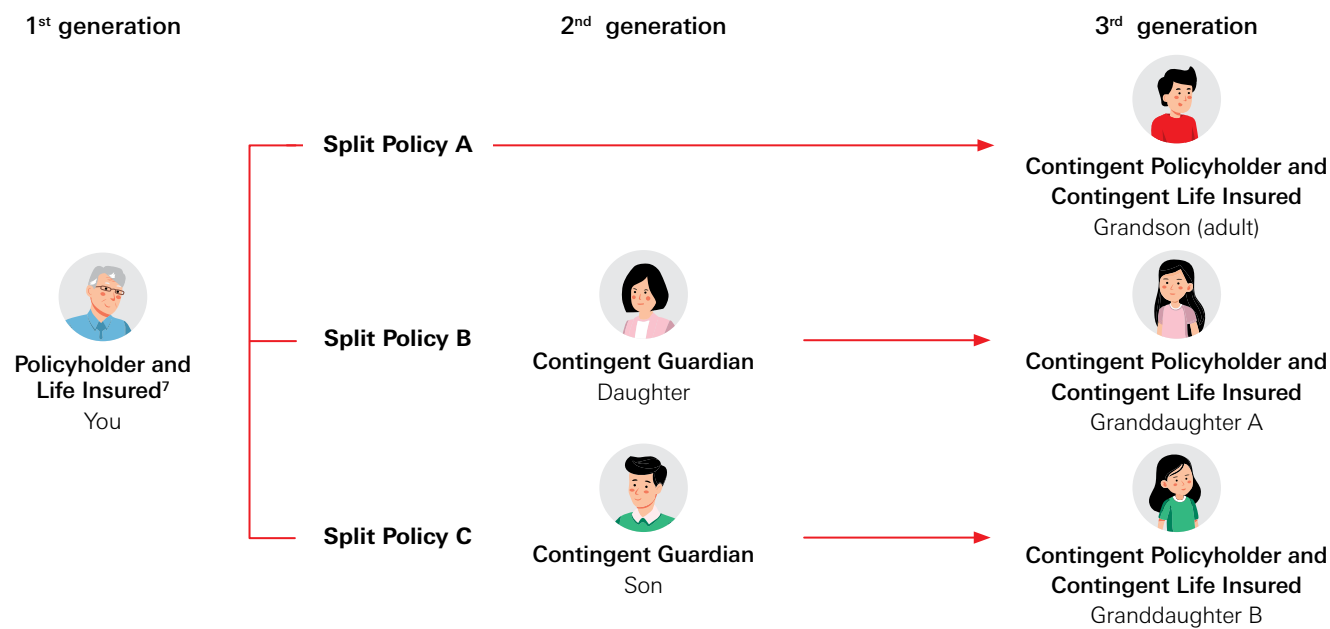 1st generation
2nd generation
3rd generation
Split Policy A
Contingent Policyholder and
Contingent Life Insured
Grandson (adult)
Policyholder and
Life Insured7
You
Split Policy B
Contingent Guardian
Daughter
Contingent Policyholder and
Contingent Life Insured
Granddaughter A
Split Policy C
Contingent Guardian
Son
Contingent Policyholder and
Contingent Life Insured
Granddaughter B